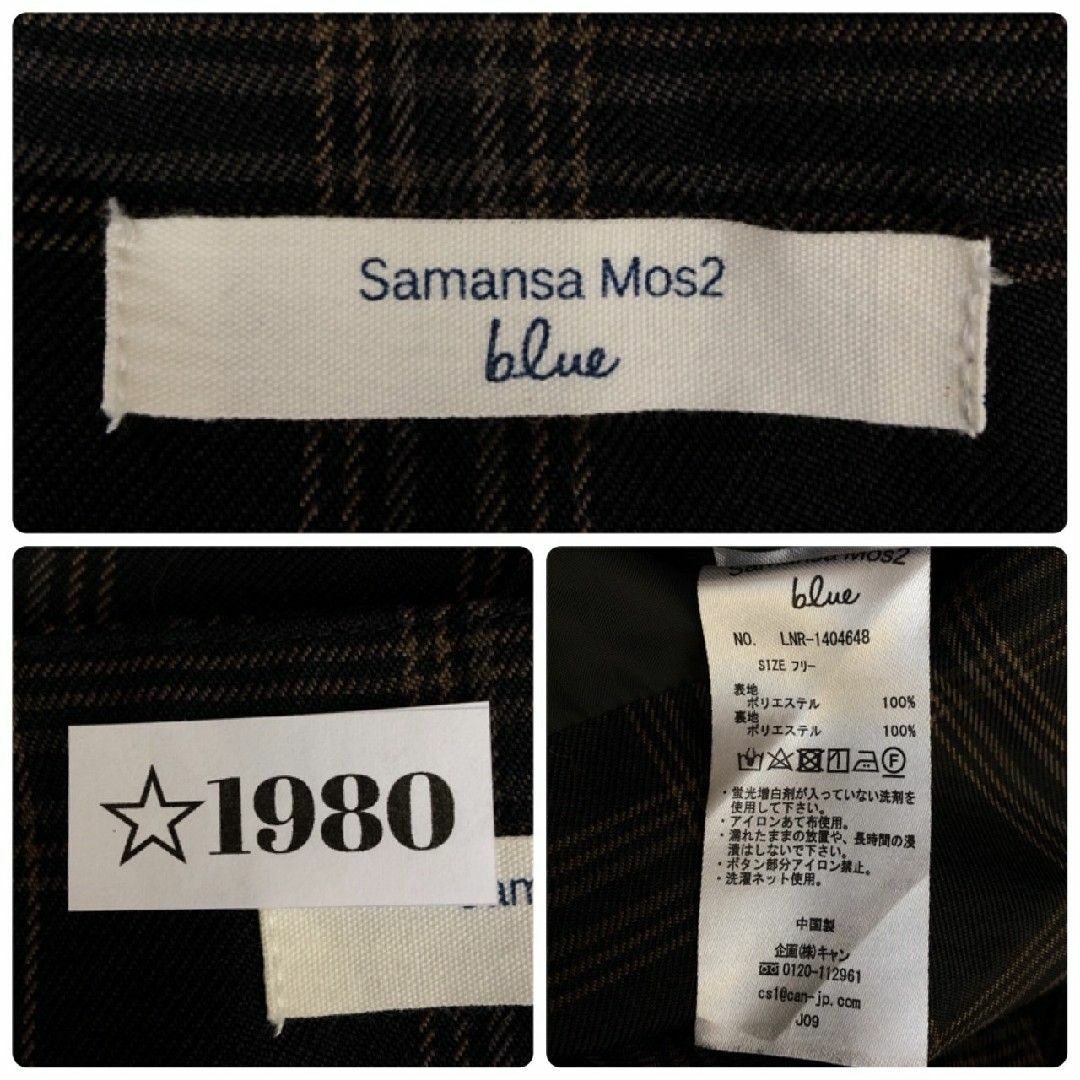 Samansa Mos2
blue
☆1980
Sam
Samansa Mos2
blue
NO. LNR-1404648
SIZE フリー
表地
ポリエステル 100%
裏地
ポリエステル 100%
F
・蛍光増白剤が入っていない洗剤を
使用して下さい。
・アイロンあて布使用。
・濡れたままの放置や、長時間の浸
漬はしないで下さい。
・ボタン部分アイロン禁止。
・洗濯ネット使用。
中国製
企画(株)キャン
0120-112961
cs1@can-jp.com
J09